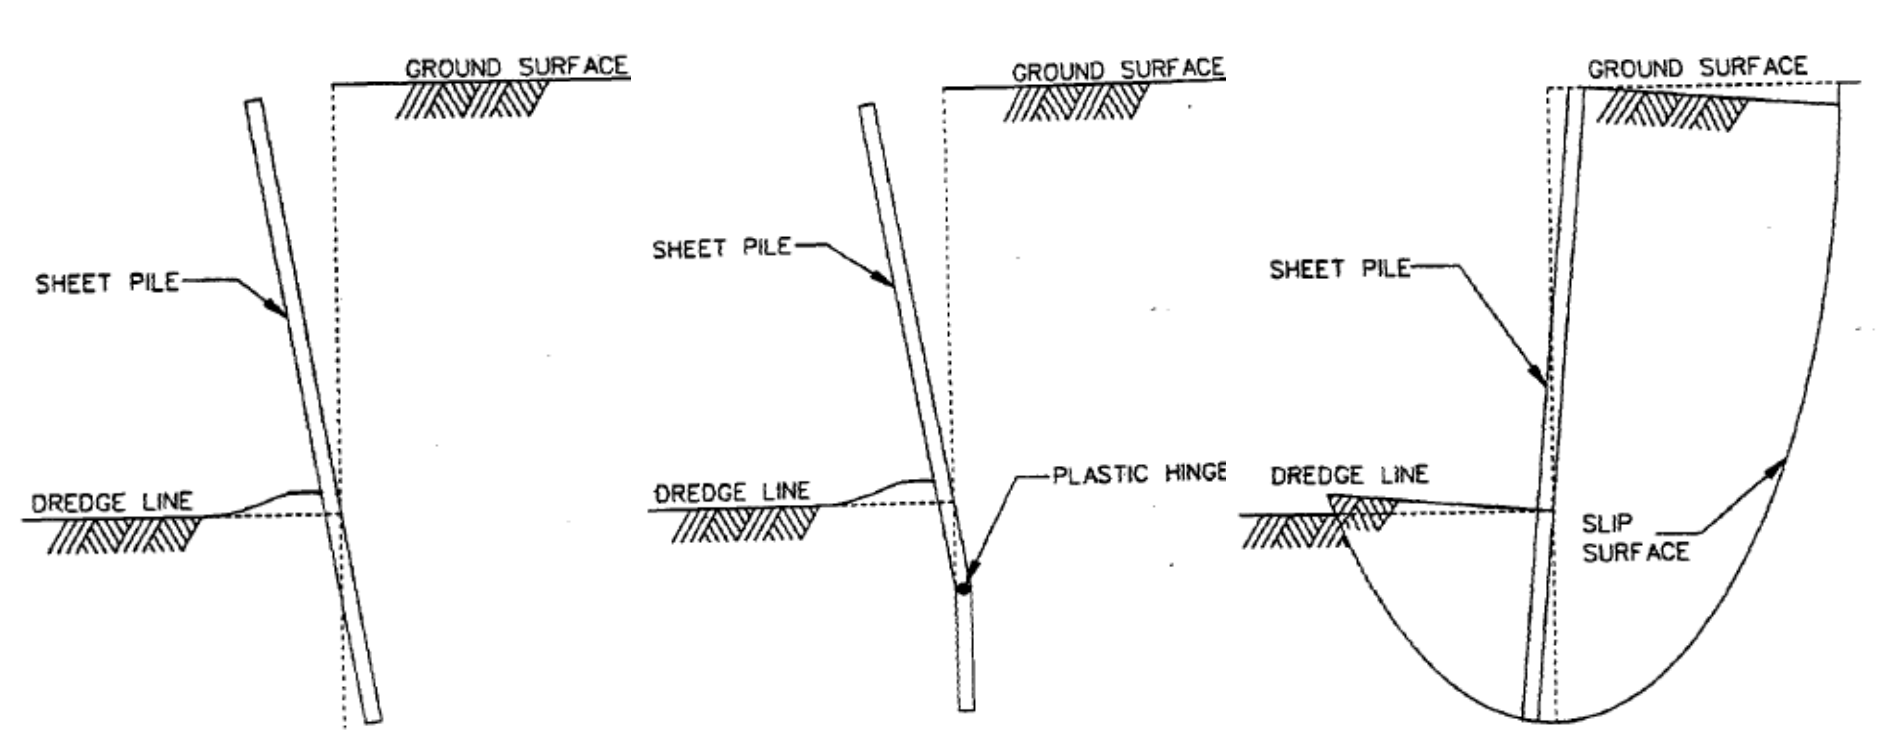 GROUND SURFACE
SHEET PILE
DREDGE LINE
GROUND SURFACE
SHEET PILE
DREDGE LINE
PLASTIC HINGE
GROUND SURFACE
SHEET PILE
DREDGE LINE
SLIP
SURFACE